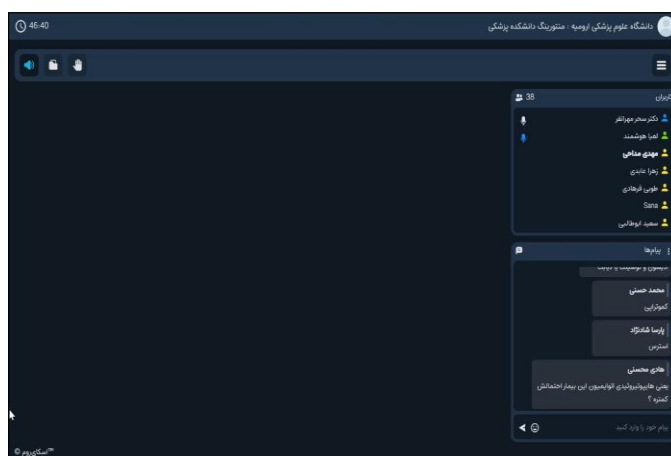 دانشگاه علوم پزشکی ارومیه : منتورینگ دانشکده پزشکی
46:40
کاربران
38
دکتر سحر مهرانفر
لمیا هوشمند
مهدی مداحی
زهرا عابدی
طوبی فرهادی
Sana
سعید ابوطالبی
پیام‌ها
محمد حسنی
کموتراپی
پارسا شادنژاد
استرس
هادی محسنی
یعنی هایپوتیروئیدی اتوایمیون این بیمار احتمالش
کمتره ؟
پیام خود را وارد کنید
© اسکای‌روم